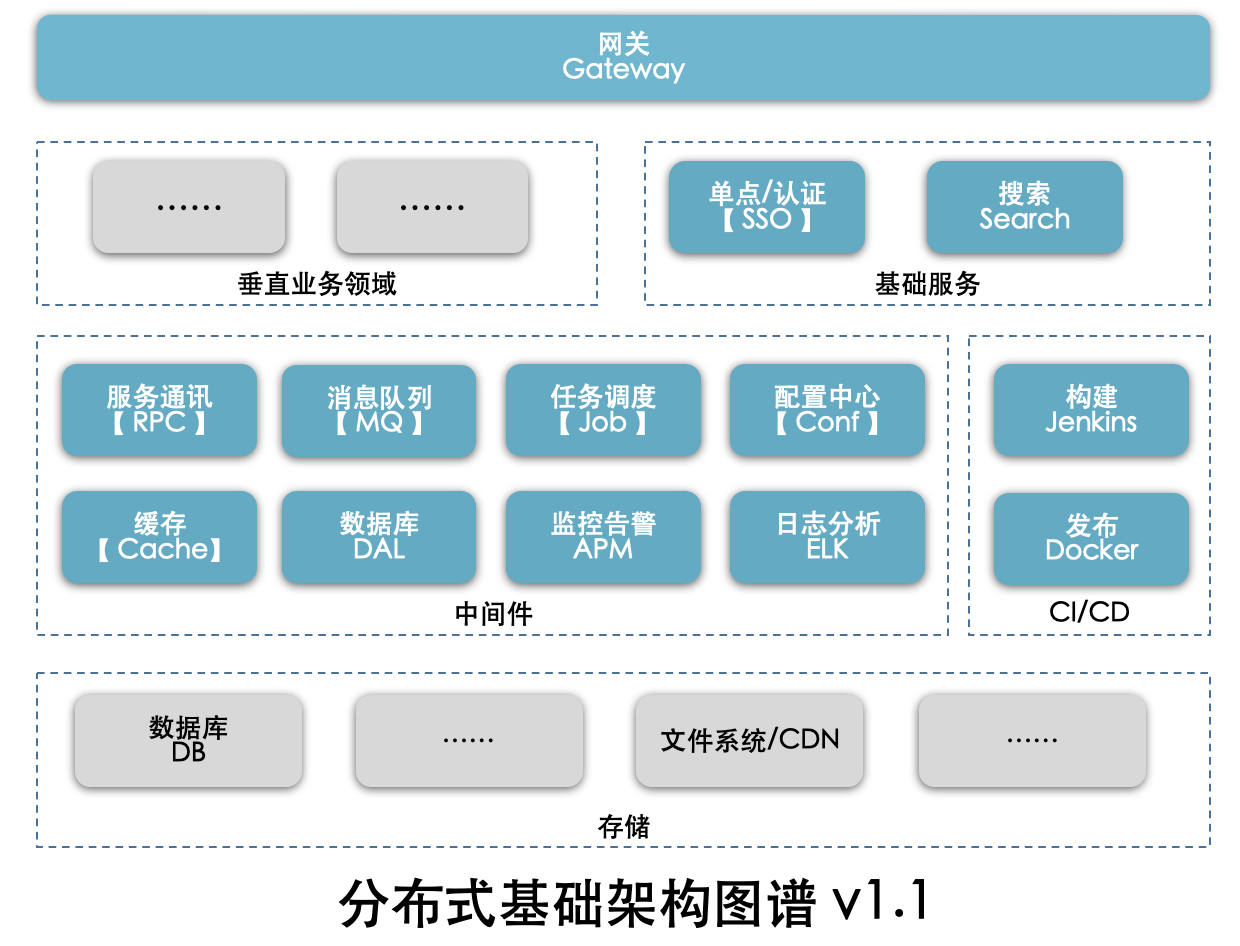 网关
Gateway
……
……
垂直业务领域
单点/认证
【 SSO 】
搜索
Search
基础服务
服务通讯
【 RPC 】
消息队列
【 MQ 】
任务调度
【 Job 】
配置中心
【 Conf 】
缓存
【 Cache】
数据库
DAL
监控告警
APM
日志分析
ELK
中间件
构建
Jenkins
发布
Docker
CI/CD
数据库
DB
……
文件系统/CDN
……
存储
分布式基础架构图谱 v1.1